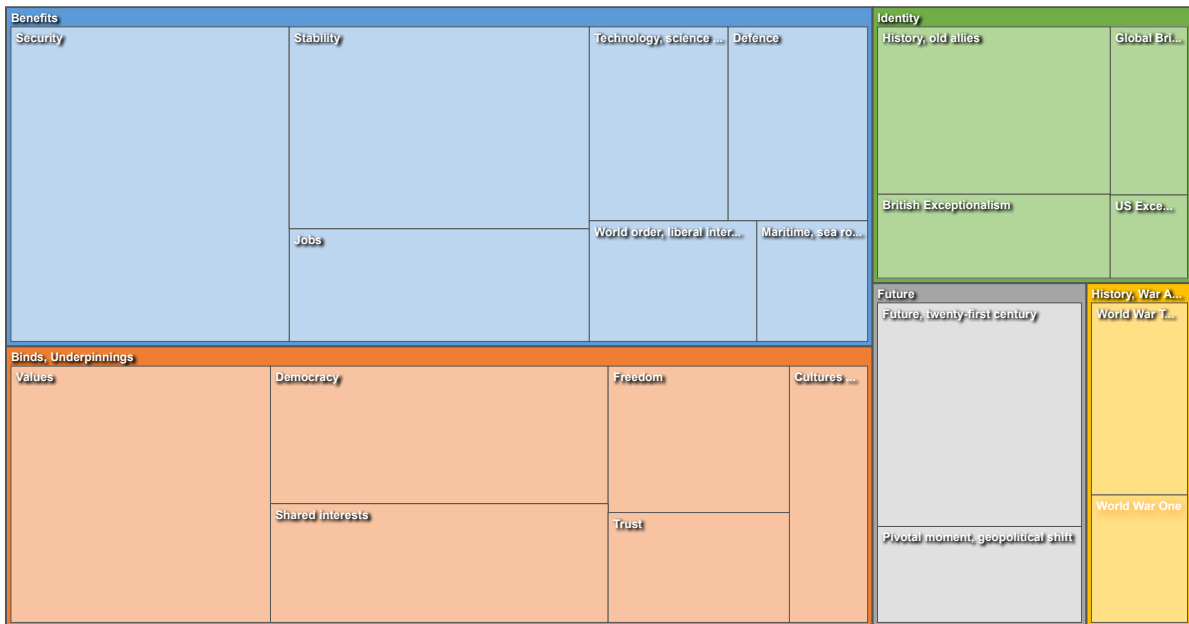 Benefits
Security
Stability
Technology, science ...
Defence
Jobs
World order, liberal inter...
Maritime, sea ro...
Binds, Underpinnings
Values
Democracy
Freedom
Cultures ...
Shared interests
Trust
Identity
History, old allies
Global Bri...
British Exceptionalism
US Exce...
Future
Future, twenty-first century
Pivotal moment, geopolitical shift
History, War A...
World War T...
World War One